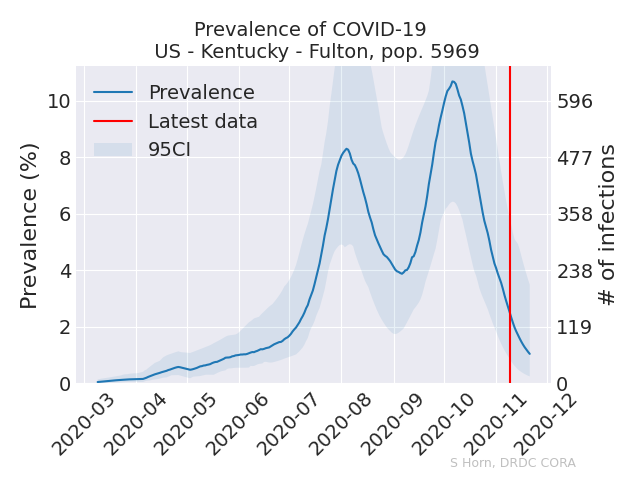 Prevalence of COVID-19
US - Kentucky - Fulton, pop. 5969
Prevalence
Latest data
95CI
Prevalence (%)
10
8
6
4
2
0
596
477
358
238
119
0
# of infections
2020-03
2020-04
2020-05
2020-06
2020-07
2020-08
2020-09
2020-10
2020-11
2020-12
S Horn, DRDC CORA